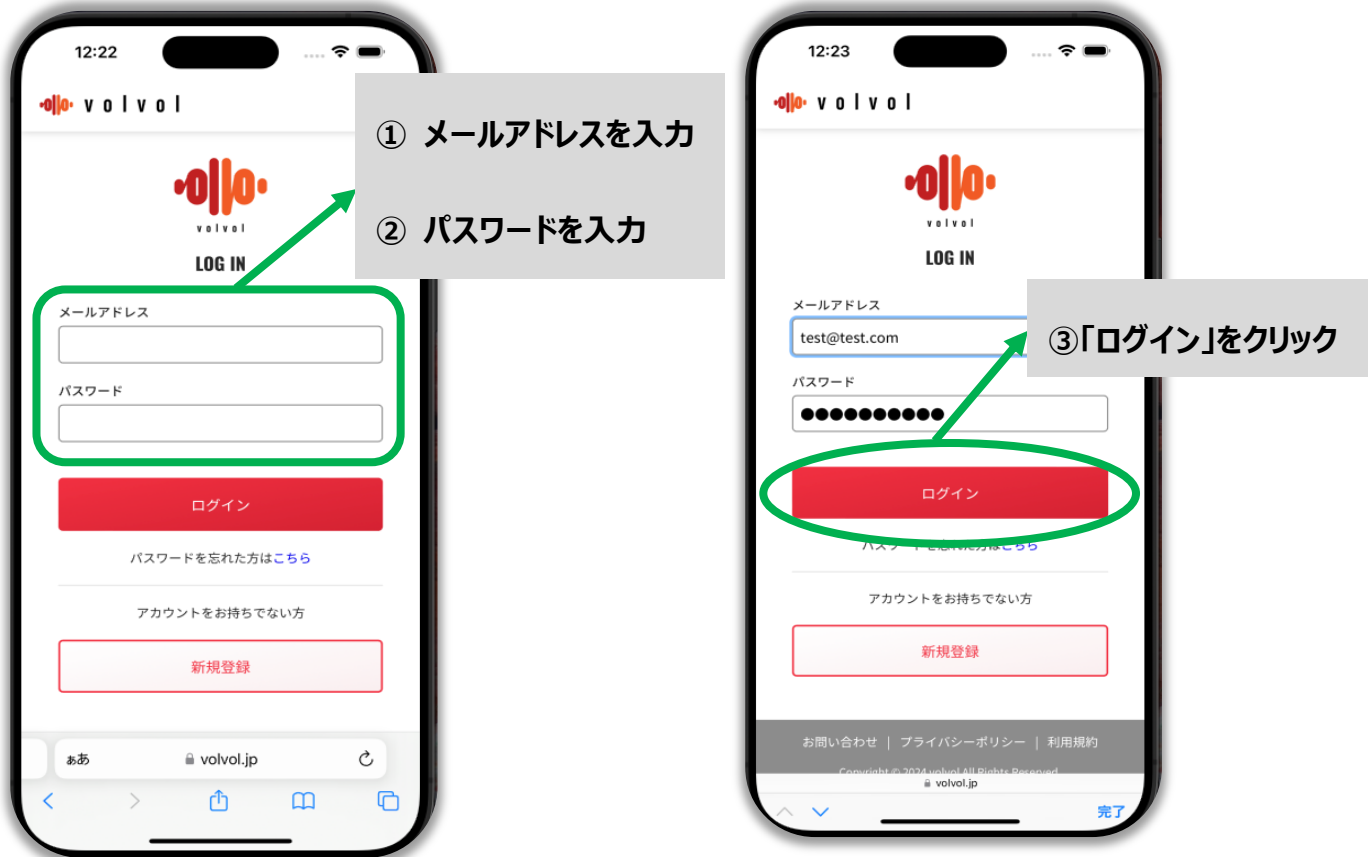 12:22
volvol
volvol
LOG IN
メールアドレス
パスワード
ログイン
パスワードを忘れた方はこちら
アカウントをお持ちでない方
新規登録
ぁあ
volvol.jp
① メールアドレスを入力
② パスワードを入力
12:23
volvol
volvol
LOG IN
メールアドレス
test@test.com
パスワード
ログイン
パスワードを忘れた方はこちら
アカウントをお持ちでない方
新規登録
お問い合わせ | プライバシーポリシー | 利用規約
Copyright © 2024 volvol All Rights Reserved
volvol.jp
完了
③「ログイン」をクリック